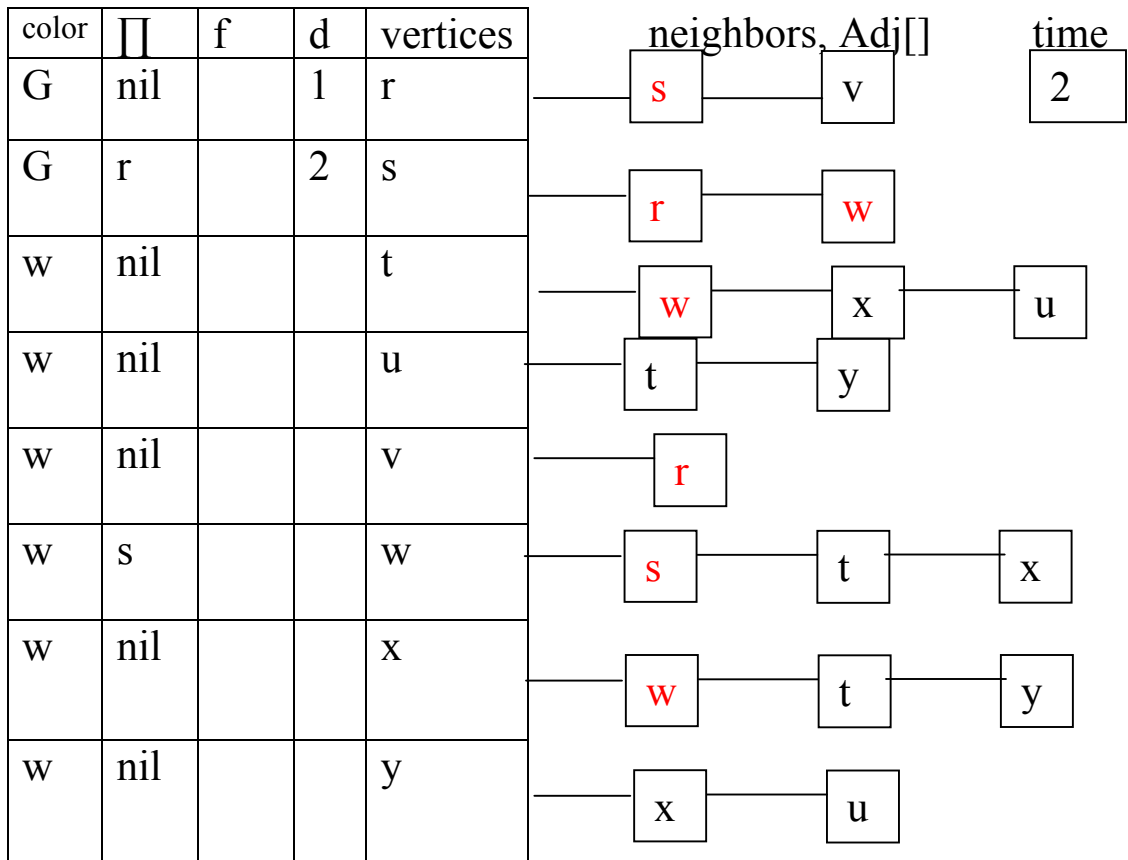 color ∏ f d vertices neighbors, Adj[] time
G nil 1 r s v 2
G r 2 s r w
w nil t w x u
w nil u t y
w nil v r
w s w s t x
w nil x w t y
w nil y x u